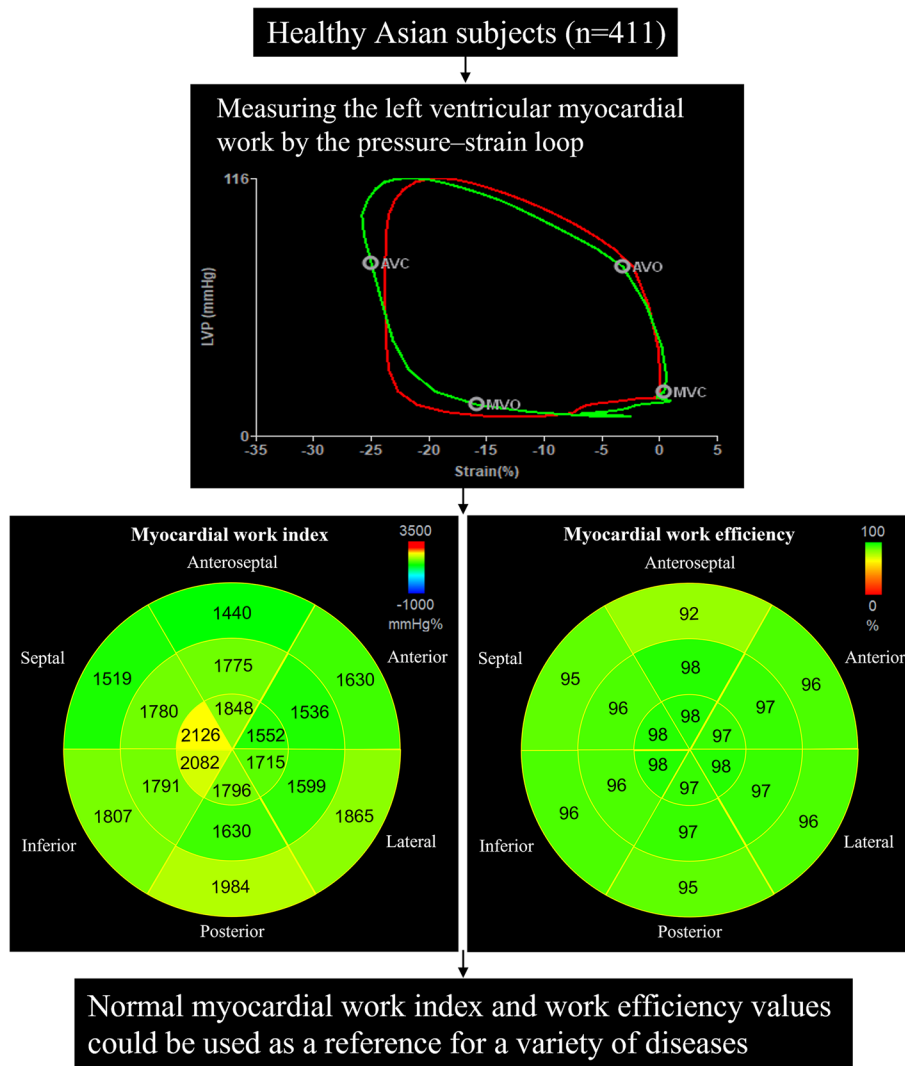 Healthy Asian subjects (n=411)
Measuring the left ventricular myocardial
work by the pressure–strain loop
116
AVC
AVO
LVP (mmHg)
MVC
MVO
0
-35 -30 -25 -20 -15 -10 -5 0 5
Strain(%)
Myocardial work index
3500
-1000
mmHg%
Anteroseptal
Septal
Anterior
1440
1519
1630
1775
1780
1848
1536
2126
1552
2082
1715
1791
1796
1599
1807
1865
1630
Inferior
Lateral
1984
Posterior
Myocardial work efficiency
100
0
%
Anteroseptal
Septal
Anterior
92
95
96
98
96
98
97
98
97
98
98
96
97
97
96
96
97
Inferior
Lateral
95
Posterior
Normal myocardial work index and work efficiency values
could be used as a reference for a variety of diseases